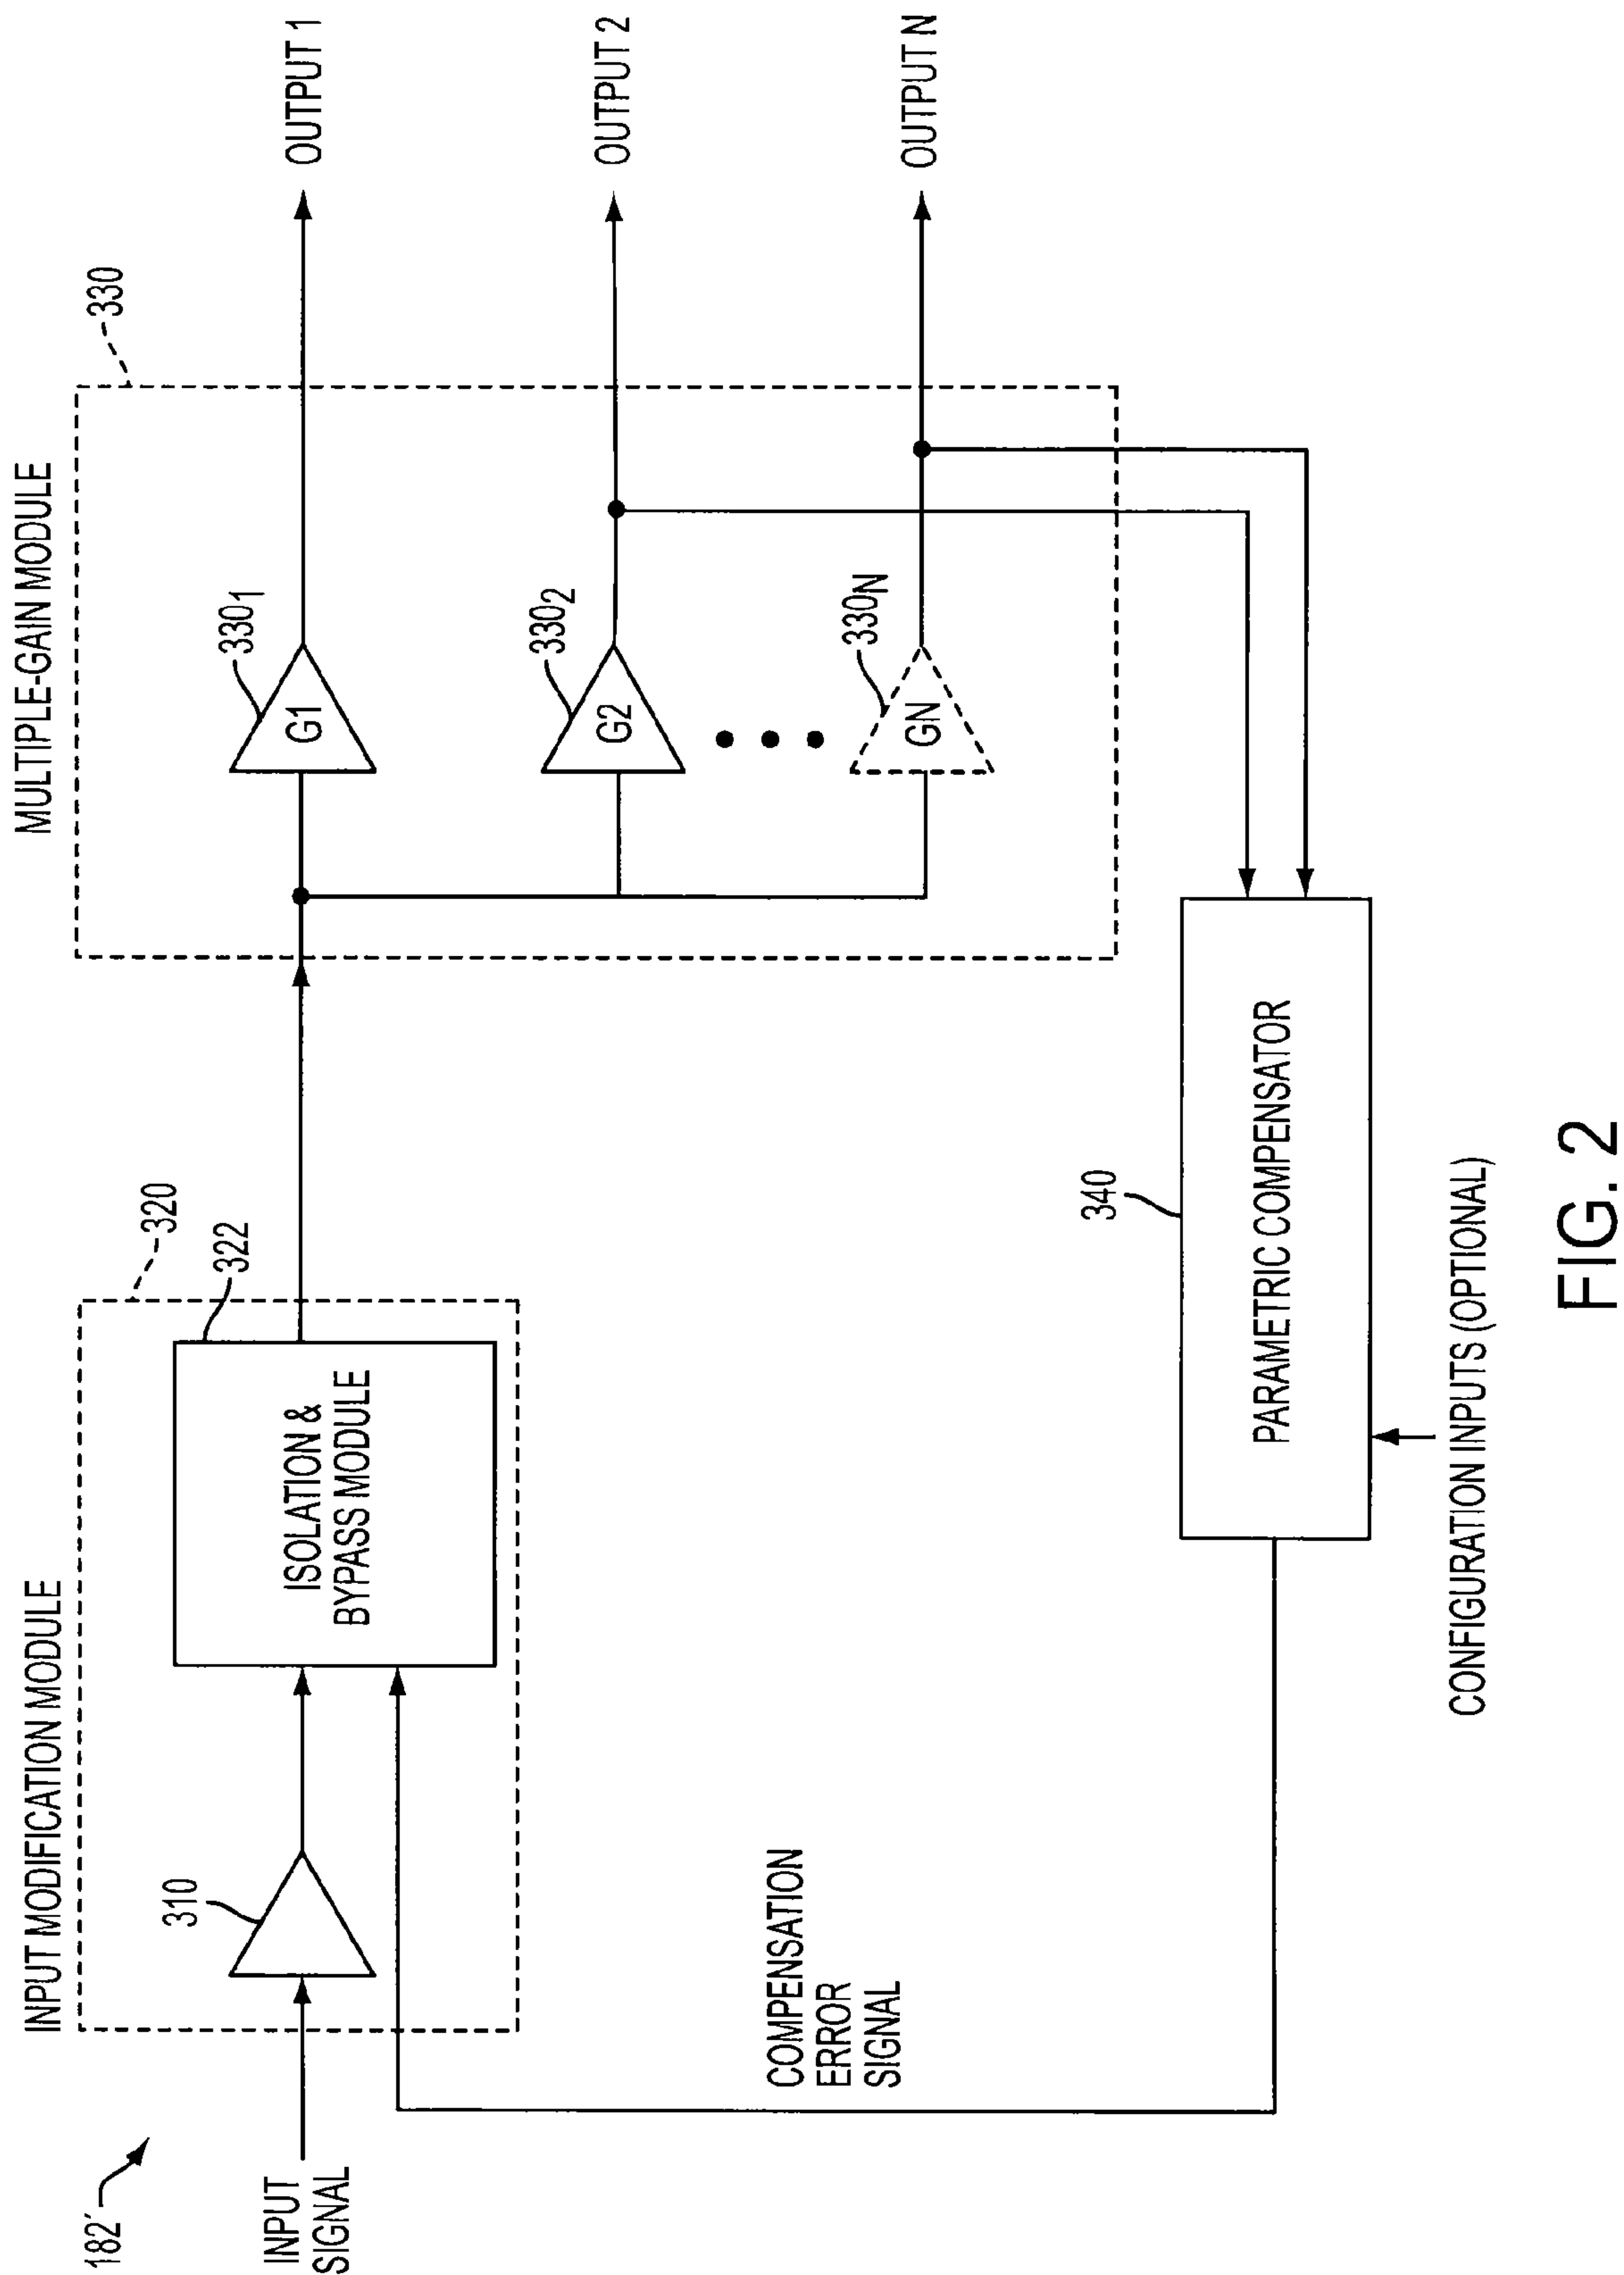 182′
INPUT
SIGNAL
INPUT MODIFICATION MODULE
310
320
322
ISOLATION &
BYPASS MODULE
MULTIPLE-GAIN MODULE
330
330₁
G1
OUTPUT 1
330₂
G2
OUTPUT 2
330N
GN
OUTPUT N
COMPENSATION
ERROR
SIGNAL
340
PARAMETRIC COMPENSATOR
CONFIGURATION INPUTS (OPTIONAL)
FIG. 2